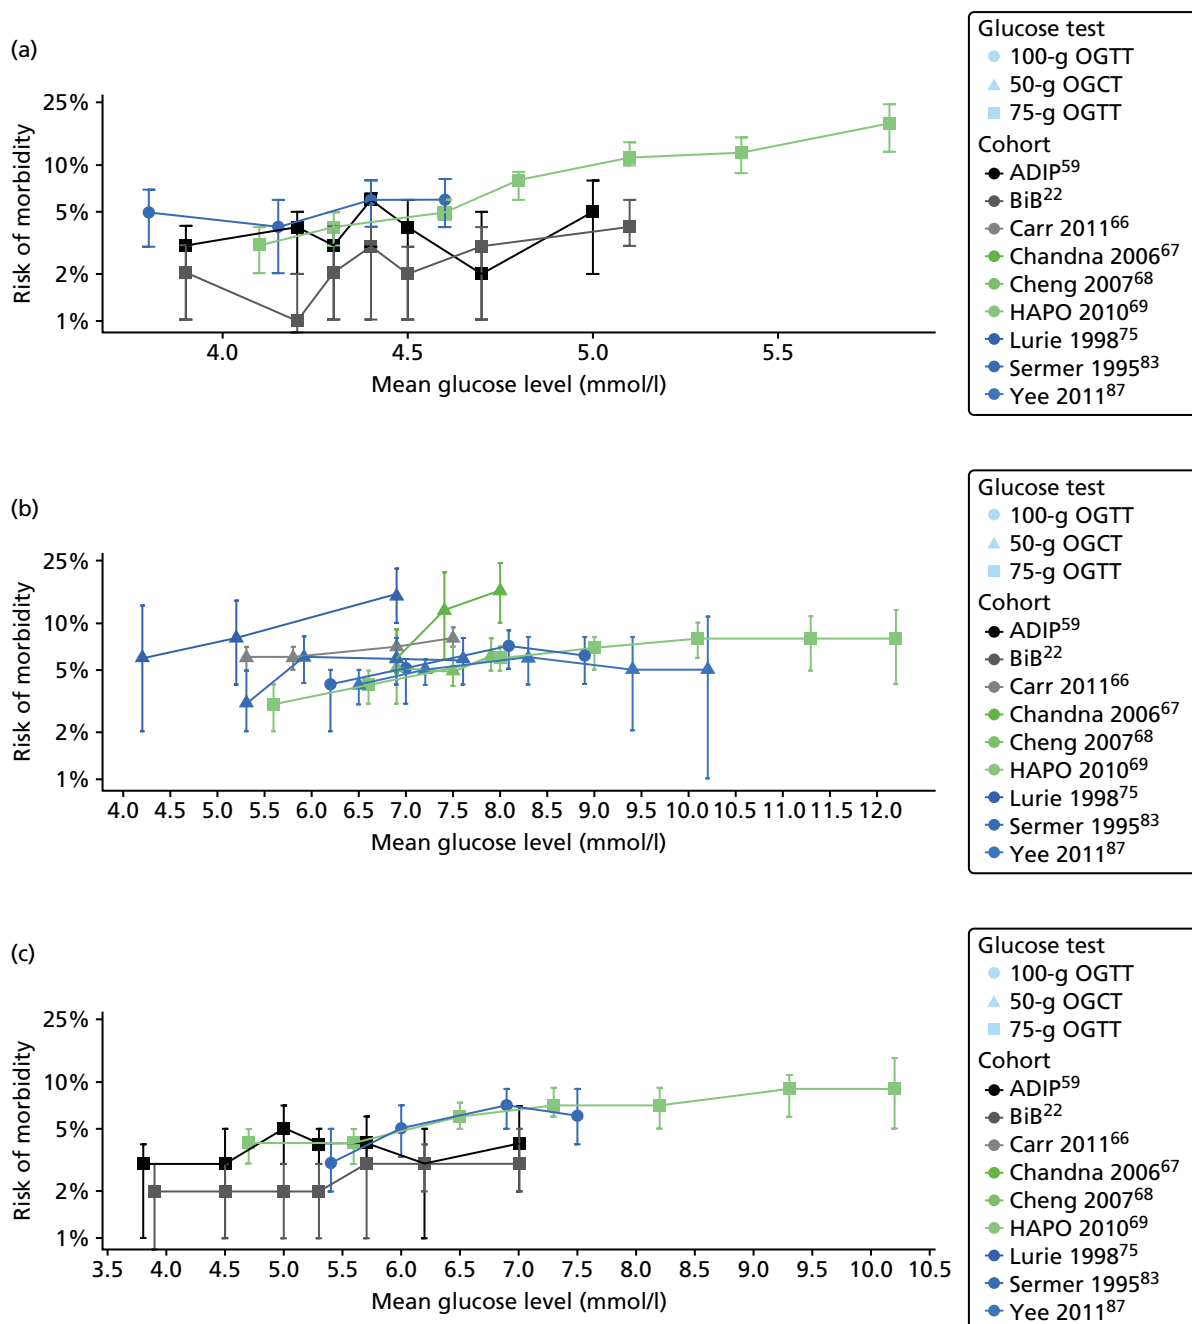 (a)
Risk of morbidity
25%
10%
5%
2%
1%
4.0 4.5 5.0 5.5
Mean glucose level (mmol/l)
Glucose test
100-g OGTT
50-g OGCT
75-g OGTT
Cohort
ADIP59
BiB22
Carr 201166
Chandna 200667
Cheng 200768
HAPO 201069
Lurie 199875
Sermer 199583
Yee 201187
(b)
Risk of morbidity
25%
10%
5%
2%
1%
4.0 4.5 5.0 5.5 6.0 6.5 7.0 7.5 8.0 8.5 9.0 9.5 10.0 10.5 11.0 11.5 12.0
Mean glucose level (mmol/l)
Glucose test
100-g OGTT
50-g OGCT
75-g OGTT
Cohort
ADIP59
BiB22
Carr 201166
Chandna 200667
Cheng 200768
HAPO 201069
Lurie 199875
Sermer 199583
Yee 201187
(c)
Risk of morbidity
25%
10%
5%
2%
1%
3.5 4.0 4.5 5.0 5.5 6.0 6.5 7.0 7.5 8.0 8.5 9.0 9.5 10.0 10.5
Mean glucose level (mmol/l)
Glucose test
100-g OGTT
50-g OGCT
75-g OGTT
Cohort
ADIP59
BiB22
Carr 201166
Chandna 200667
Cheng 200768
HAPO 201069
Lurie 199875
Sermer 199583
Yee 201187